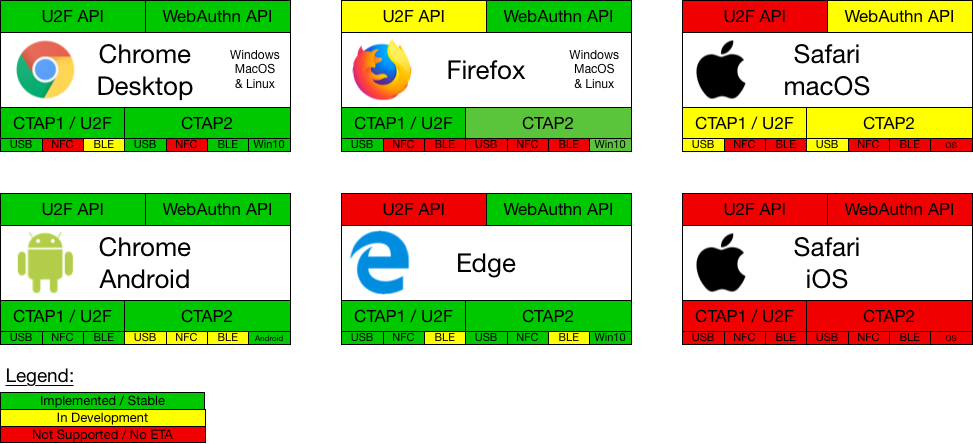 U2F API WebAuthn API
Chrome
Desktop
Windows
MacOS
& Linux
CTAP1 / U2F CTAP2
USB NFC BLE USB NFC BLE Win10
U2F API WebAuthn API
Firefox
Windows
MacOS
& Linux
CTAP1 / U2F CTAP2
USB NFC BLE USB NFC BLE Win10
U2F API WebAuthn API
Safari
macOS
CTAP1 / U2F CTAP2
USB NFC BLE USB NFC BLE os
U2F API WebAuthn API
Chrome
Android
CTAP1 / U2F CTAP2
USB NFC BLE USB NFC BLE Android
U2F API WebAuthn API
Edge
CTAP1 / U2F CTAP2
USB NFC BLE USB NFC BLE Win10
U2F API WebAuthn API
Safari
iOS
CTAP1 / U2F CTAP2
USB NFC BLE USB NFC BLE os
Legend:
Implemented / Stable
In Development
Not Supported / No ETA